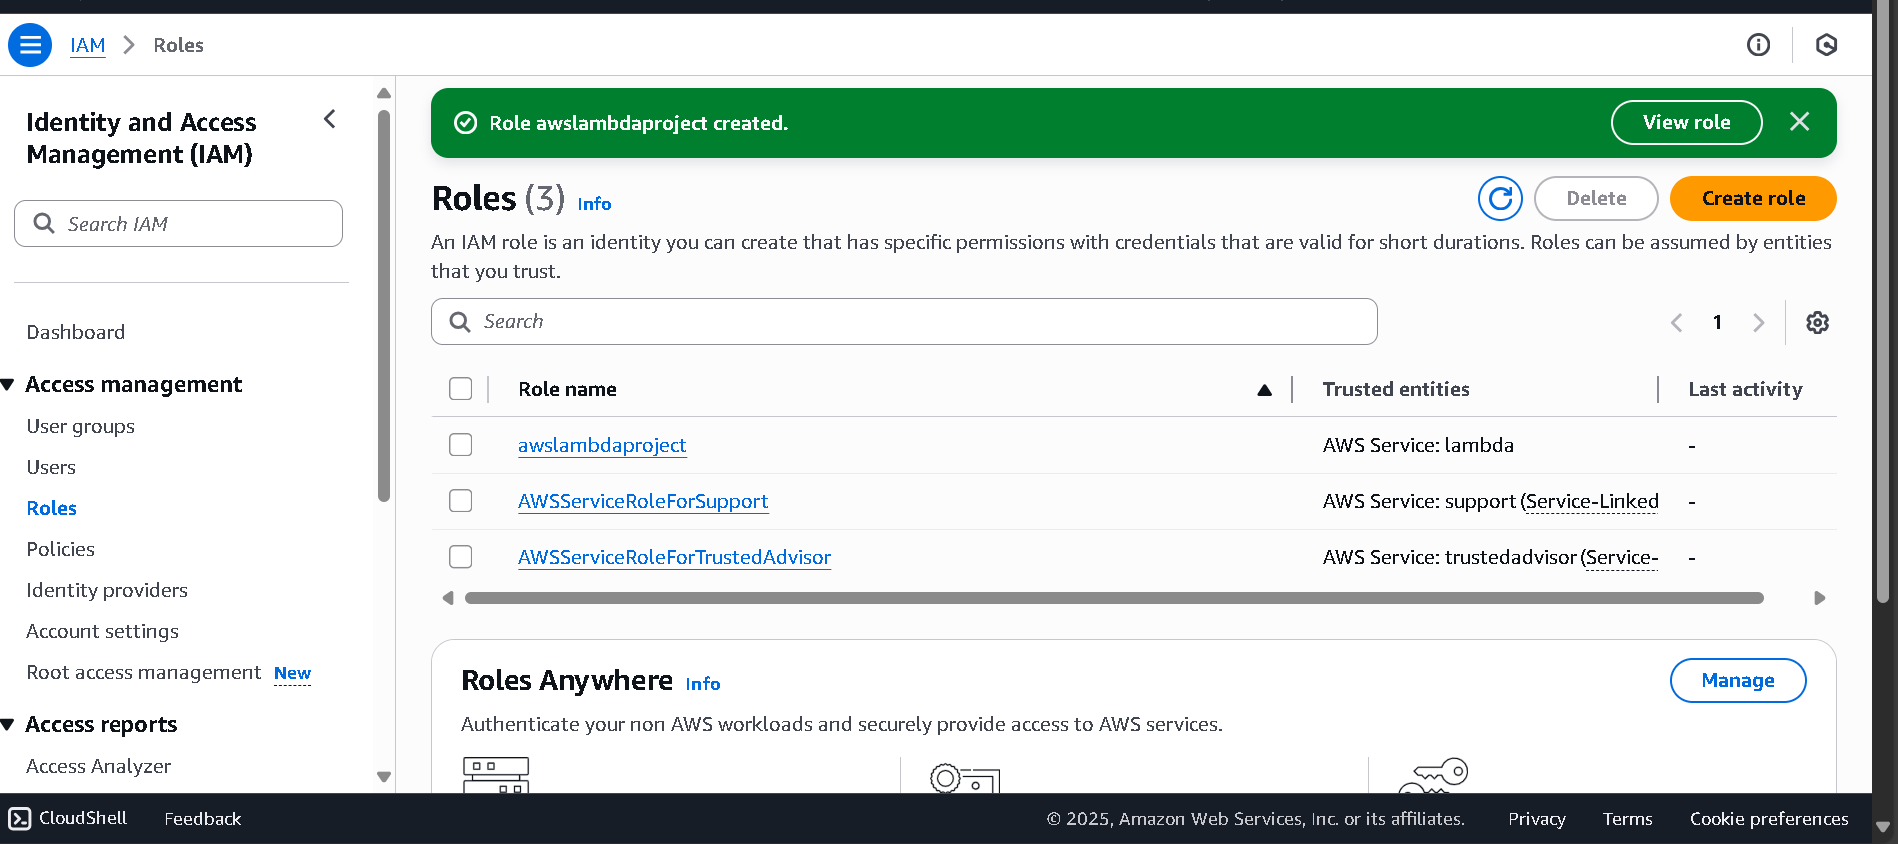 IAM > Roles
Identity and Access
Management (IAM)
Search IAM
Dashboard
Access management
User groups
Users
Roles
Policies
Identity providers
Account settings
Root access management New
Access reports
Access Analyzer
Role awslambdaproject created.
View role
Roles (3) Info
Delete
Create role
An IAM role is an identity you can create that has specific permissions with credentials that are valid for short durations. Roles can be assumed by entities
that you trust.
Search
1
Role name Trusted entities Last activity
awslambdaproject AWS Service: lambda -
AWSServiceRoleForSupport AWS Service: support (Service-Linked -
AWSServiceRoleForTrustedAdvisor AWS Service: trustedadvisor (Service- -
Roles Anywhere Info
Manage
Authenticate your non AWS workloads and securely provide access to AWS services.
CloudShell Feedback © 2025, Amazon Web Services, Inc. or its affiliates. Privacy Terms Cookie preferences